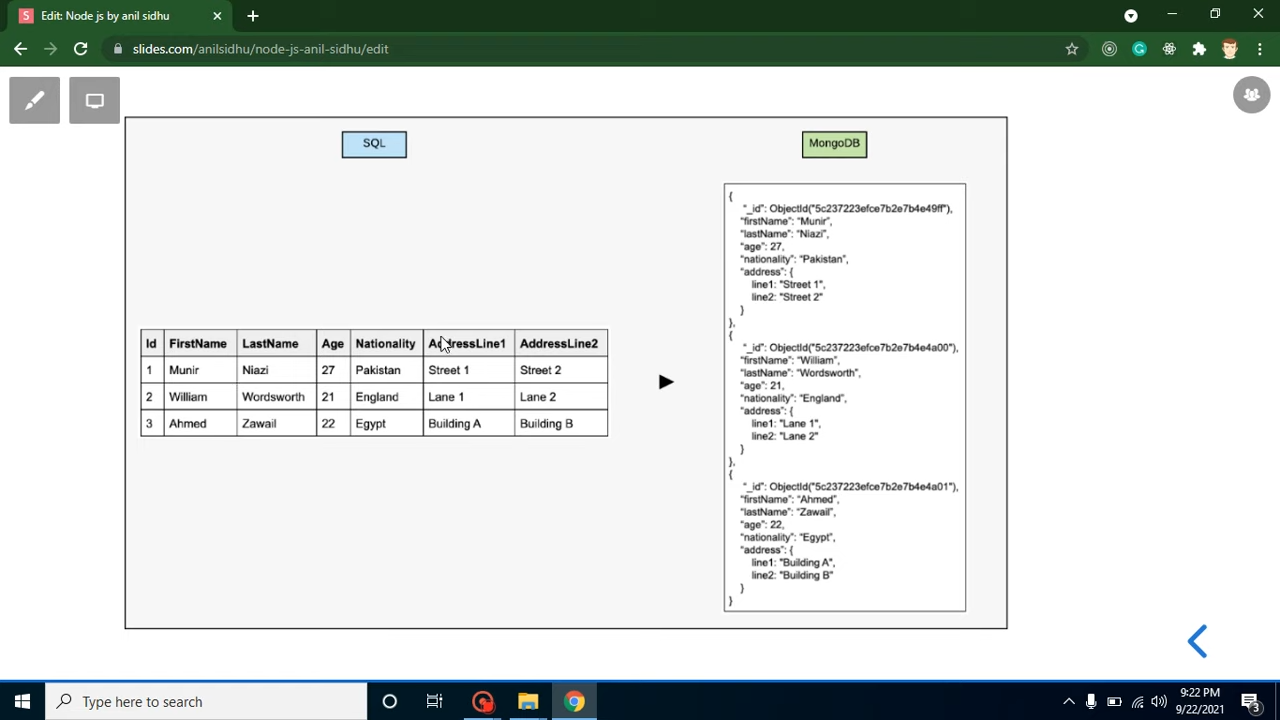 Edit: Node js by anil sidhu
slides.com/anilsidhu/node-js-anil-sidhu/edit
SQL
MongoDB
Id FirstName LastName Age Nationality AddressLine1 AddressLine2
1 Munir Niazi 27 Pakistan Street 1 Street 2
2 William Wordsworth 21 England Lane 1 Lane 2
3 Ahmed Zawail 22 Egypt Building A Building B
{
"_id": ObjectId("5c237223efce7b2e7b4e49ff"),
"firstName": "Munir",
"lastName": "Niazi",
"age": 27,
"nationality": "Pakistan",
"address": {
line1: "Street 1",
line2: "Street 2"
}
},
{
"_id": ObjectId("5c237223efce7b2e7b4e4a00"),
"firstName": "William",
"lastName": "Wordsworth",
"age": 21,
"nationality": "England",
"address": {
line1: "Lane 1",
line2: "Lane 2"
}
},
{
"_id": ObjectId("5c237223efce7b2e7b4e4a01"),
"firstName": "Ahmed",
"lastName": "Zawail",
"age": 22,
"nationality": "Egypt",
"address": {
line1: "Building A",
line2: "Building B"
}
}
Type here to search
9:22 PM
9/22/2021
3